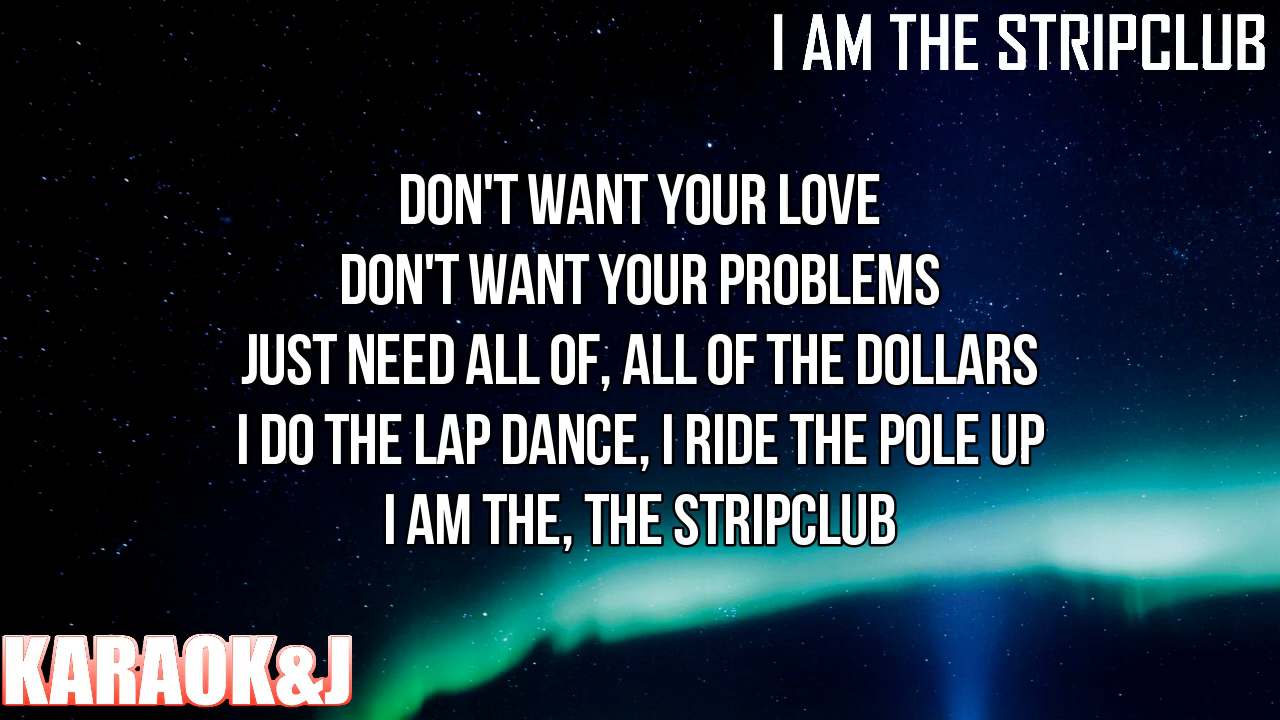 I AM THE STRIPCLUB
DON'T WANT YOUR LOVE
DON'T WANT YOUR PROBLEMS
JUST NEED ALL OF, ALL OF THE DOLLARS
I DO THE LAP DANCE, I RIDE THE POLE UP
I AM THE, THE STRIPCLUB
KARAOK&J